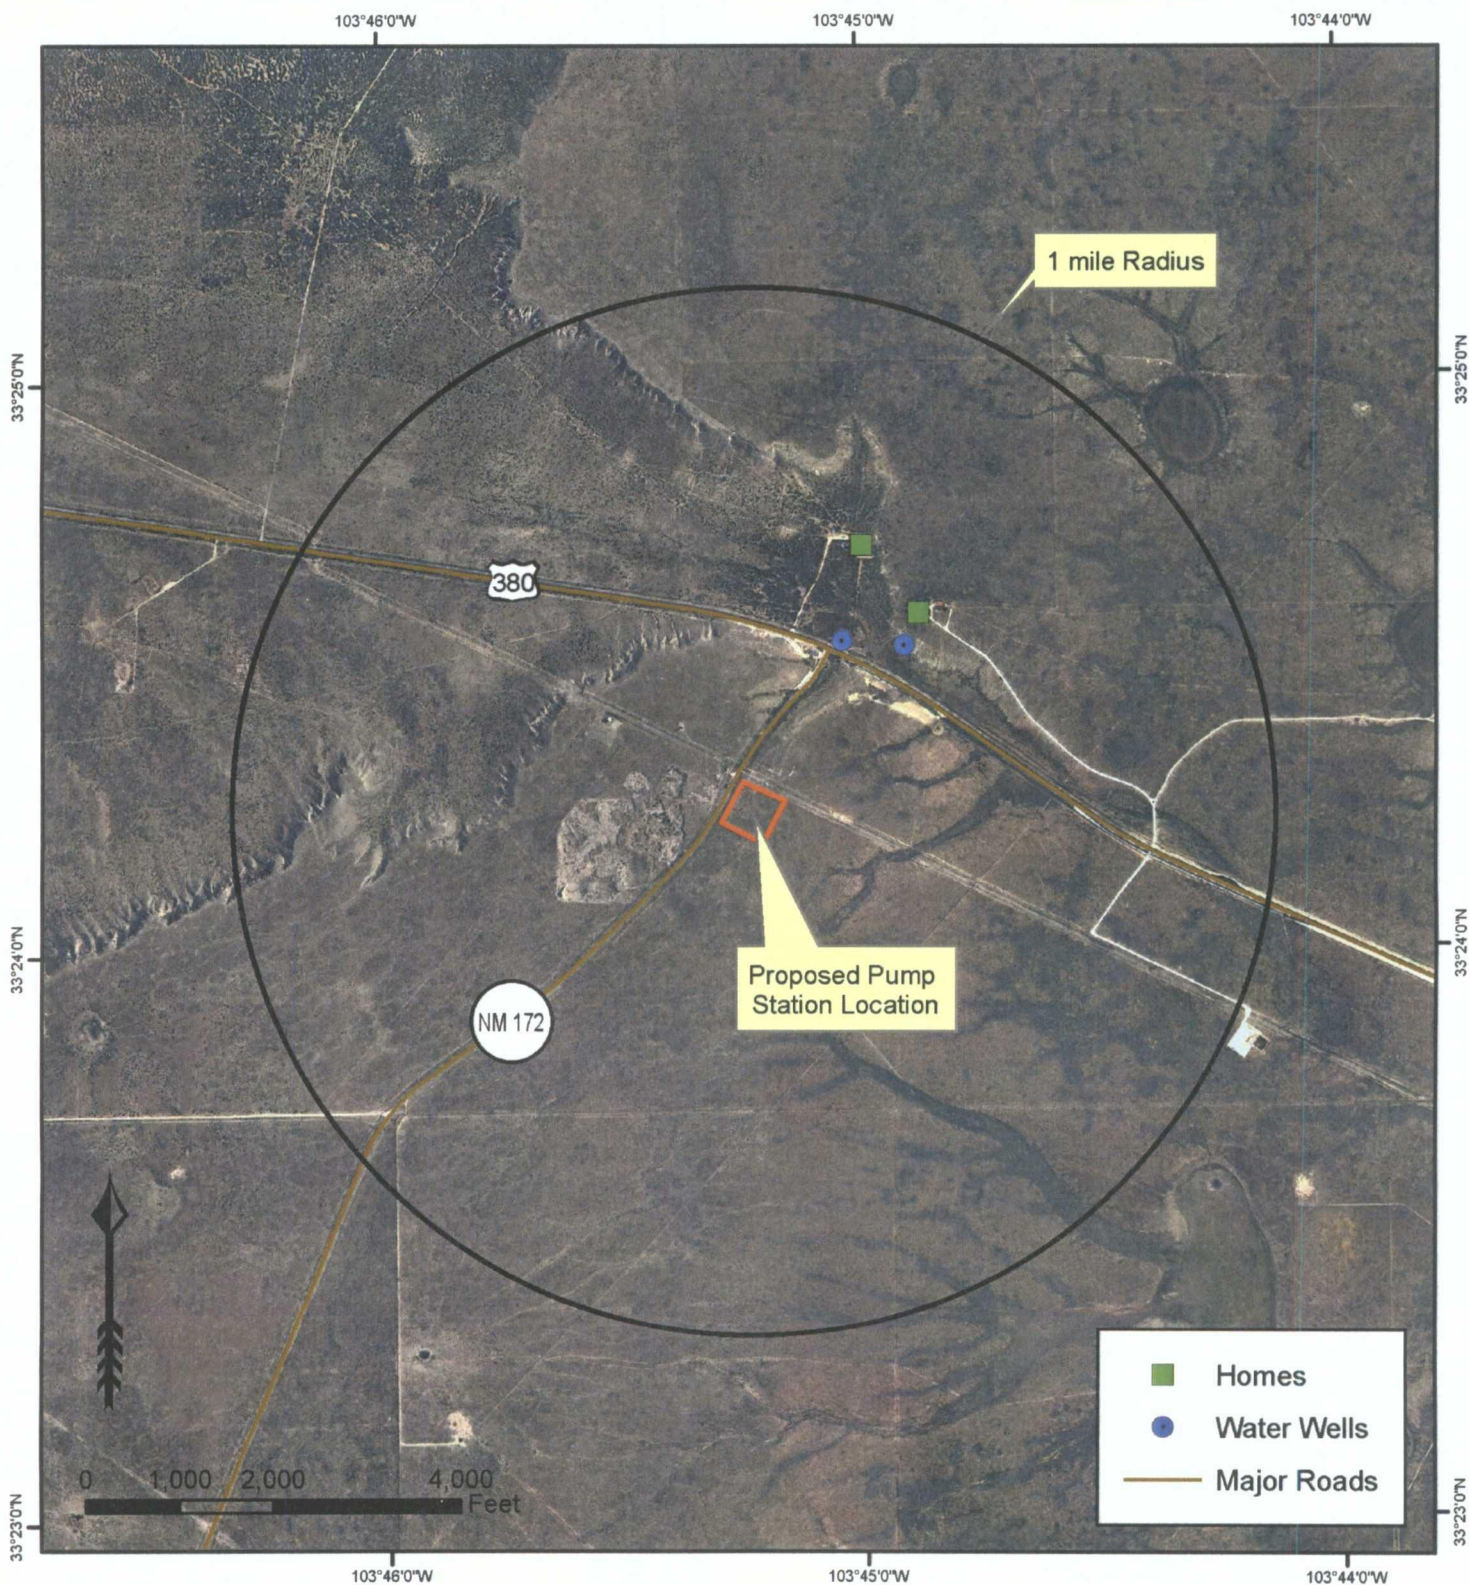 103°46'0"W
103°45'0"W
103°44'0"W
1 mile Radius
33°25'0"N
33°25'0"N
380
Proposed Pump
Station Location
33°24'0"N
33°24'0"N
NM 172
Homes
Water Wells
Major Roads
0 1,000 2,000 4,000
Feet
33°23'0"N
33°23'0"N
103°46'0"W
103°45'0"W
103°44'0"W